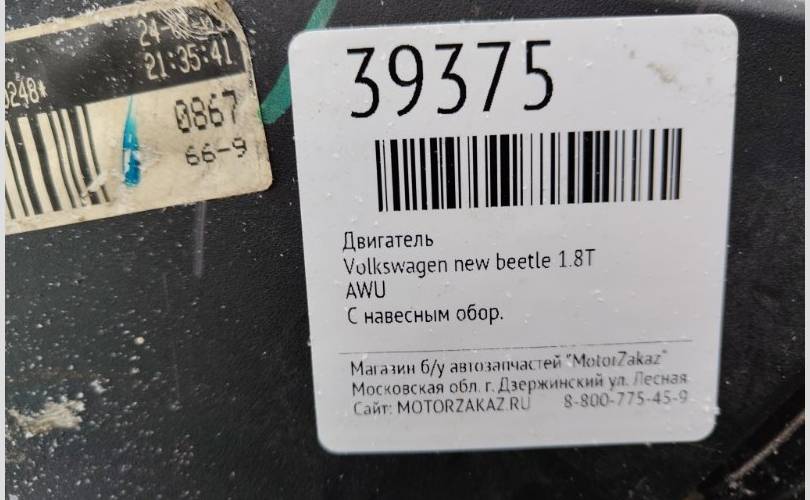 21:35:41
0248*
0867
66-9
39375
Двигатель
Volkswagen new beetle 1.8T
AWU
С навесным обор.
Магазин б/у автозапчастей "MotorZakaz"
Московская обл. г. Дзержинский ул. Лесная
Сайт: MOTORZAKAZ.RU 8-800-775-45-9